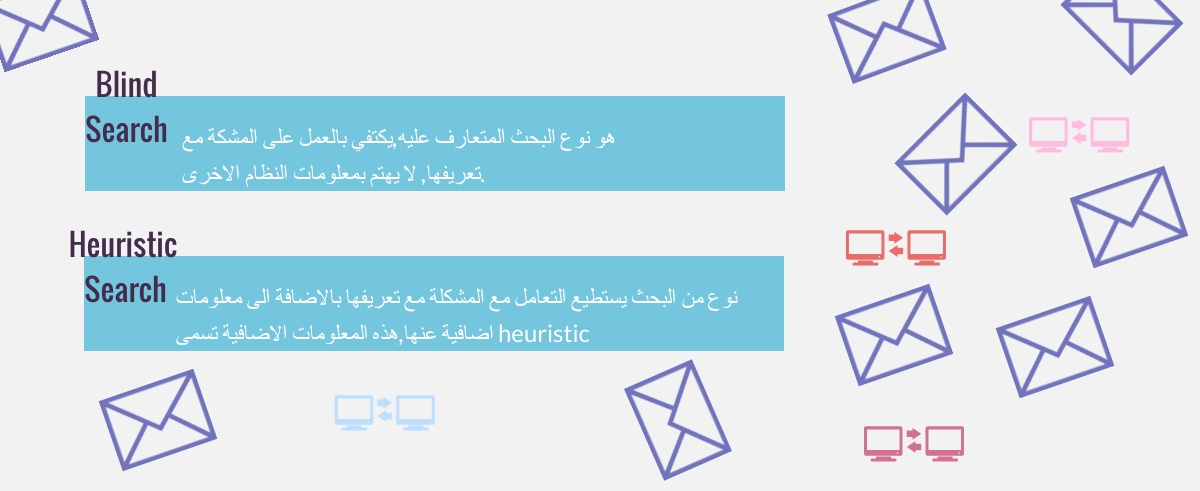 Blind
Search
هو نوع البحث المتعارف عليه,يكتفي بالعمل على المشكة مع
تعريفها, لا يهتم بمعلومات النظام الاخرى.
Heuristic
Search
نوع من البحث يستطيع التعامل مع المشكلة مع تعريفها بالاضافة الى معلومات
اضافية عنها,هذه المعلومات الاضافية تسمى heuristic